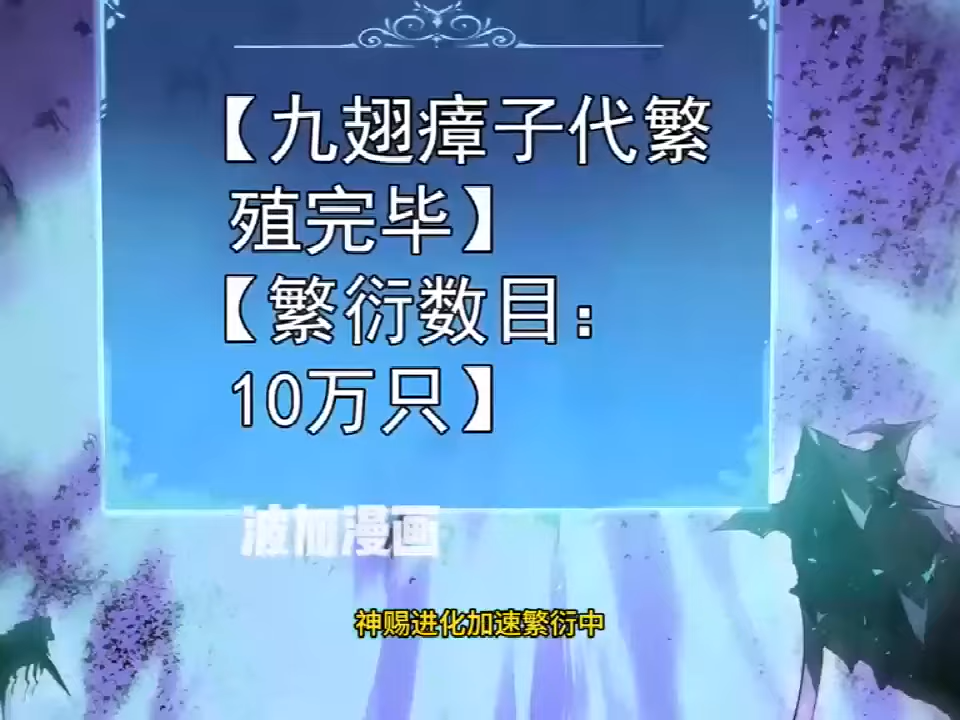 【九翅瘴子代繁
殖完毕】
【繁衍数目：
10万只】
波加漫画
神赐进化加速繁衍中